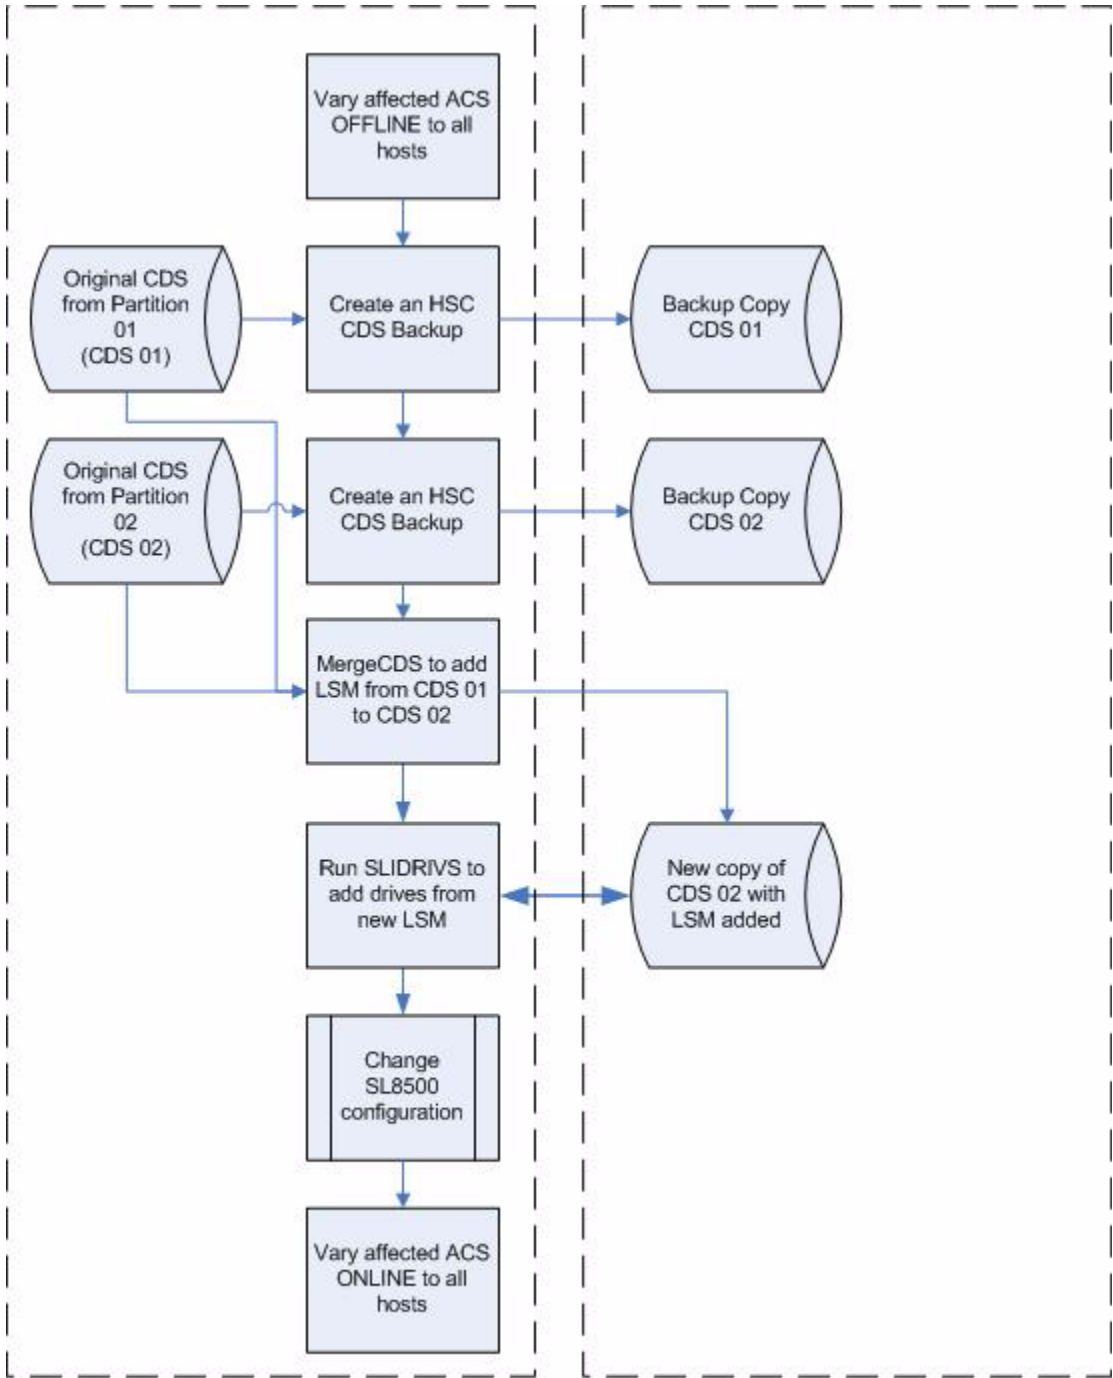 Vary affected ACS
OFFLINE to all
hosts
Original CDS
from Partition
01
(CDS 01)
Create an HSC
CDS Backup
Backup Copy
CDS 01
Original CDS
from Partition
02
(CDS 02)
Create an HSC
CDS Backup
Backup Copy
CDS 02
MergeCDS to add
LSM from CDS 01
to CDS 02
Run SLIDRIVS to
add drives from
new LSM
New copy of
CDS 02 with
LSM added
Change
SL8500
configuration
Vary affected ACS
ONLINE to all
hosts